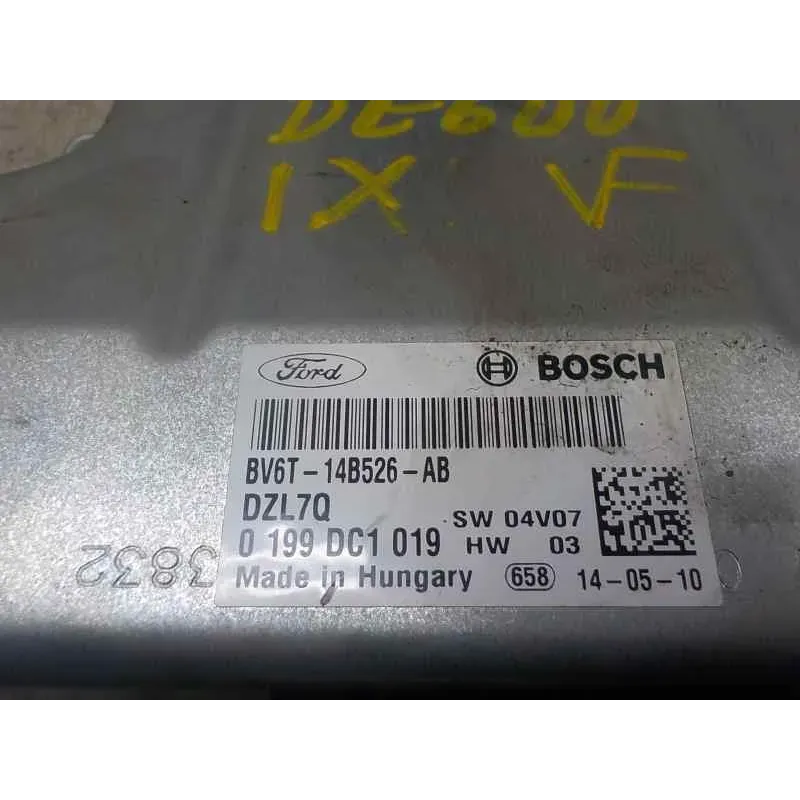 DE600
IX VF
Ford BOSCH
BV6T-14B526-AB
DZL7Q SW 04V07
0 199 DC1 019 HW 03
Made in Hungary 658 14-05-10
3832